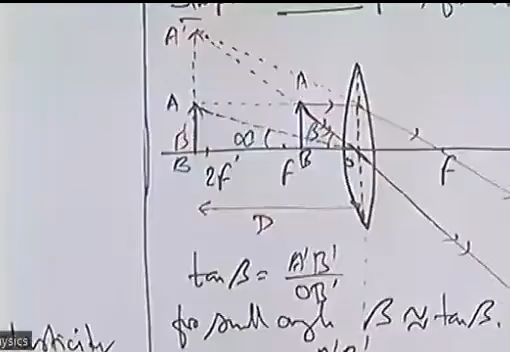 A'
A
A
β
β'
B
2F'
∞
F
B
F
D
tan β = A'B' / OB'
for small angle β ≈ tan β.
ysics